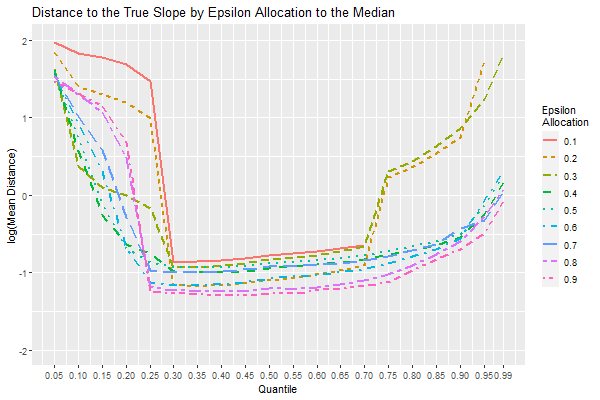 Distance to the True Slope by Epsilon Allocation to the Median
log(Mean Distance)
2
1
0
-1
-2
0.05 0.10 0.15 0.20 0.25 0.30 0.35 0.40 0.45 0.50 0.55 0.60 0.65 0.70 0.75 0.80 0.85 0.90 0.95 0.99
Quantile
Epsilon
Allocation
0.1
0.2
0.3
0.4
0.5
0.6
0.7
0.8
0.9